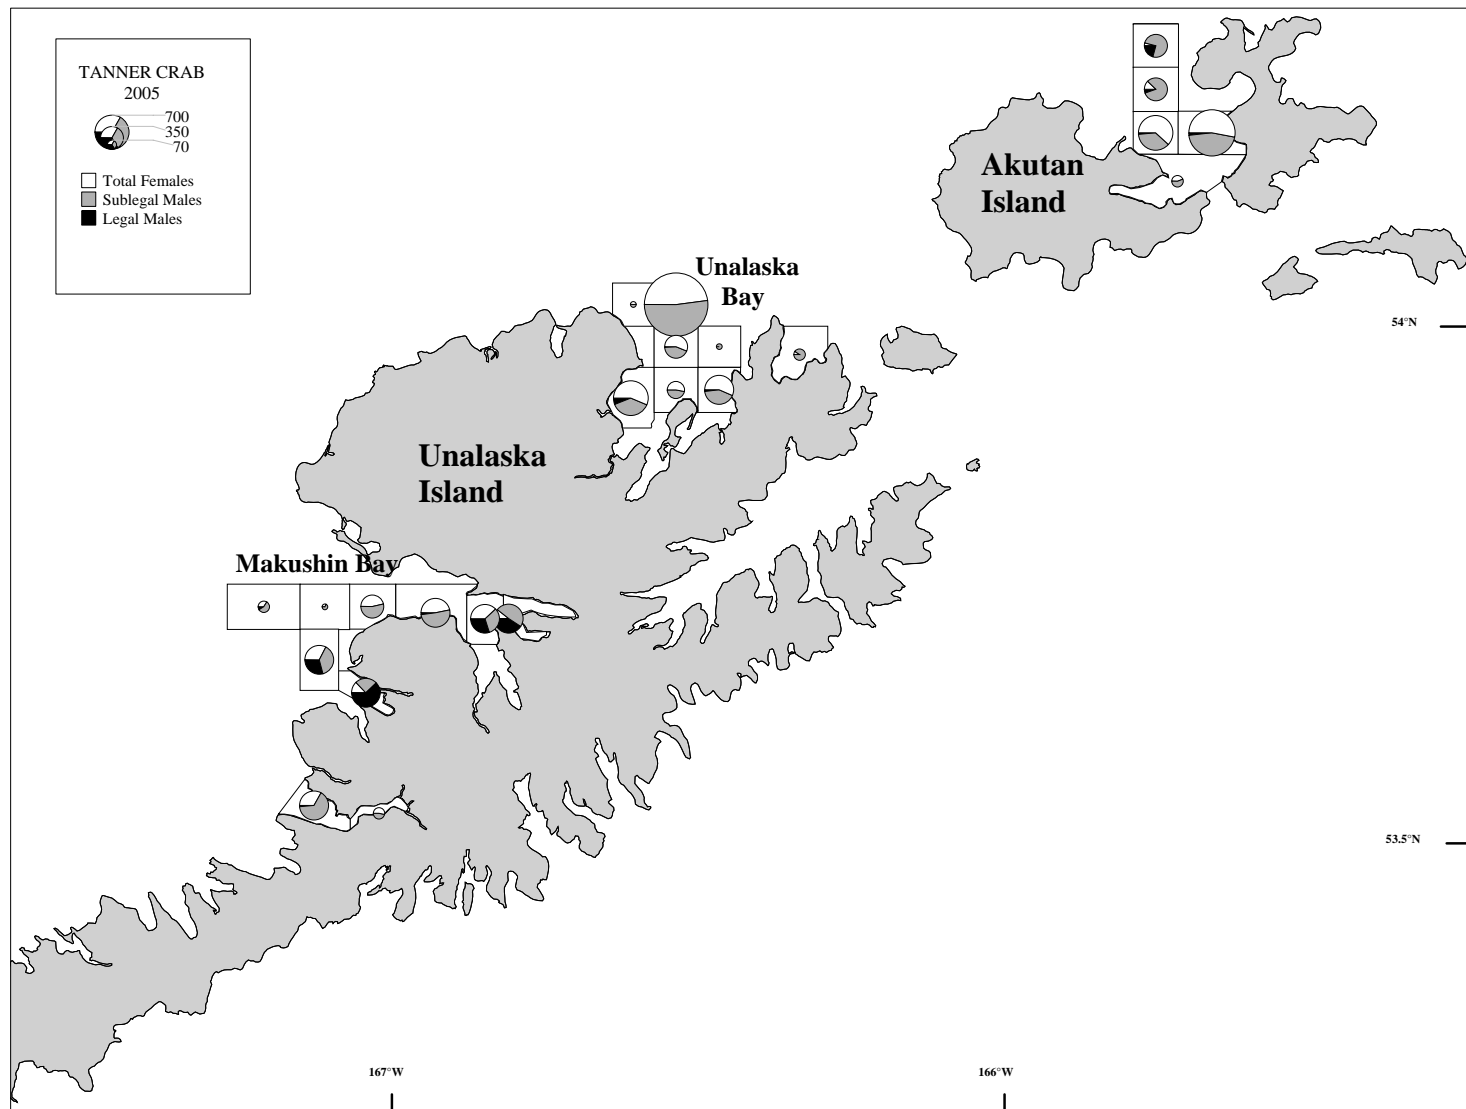 TANNER CRAB
2005
700
350
70
Total Females
Sublegal Males
Legal Males
Akutan
Island
Unalaska
Bay
54°N
Unalaska
Island
Makushin Bay
53.5°N
167°W
166°W